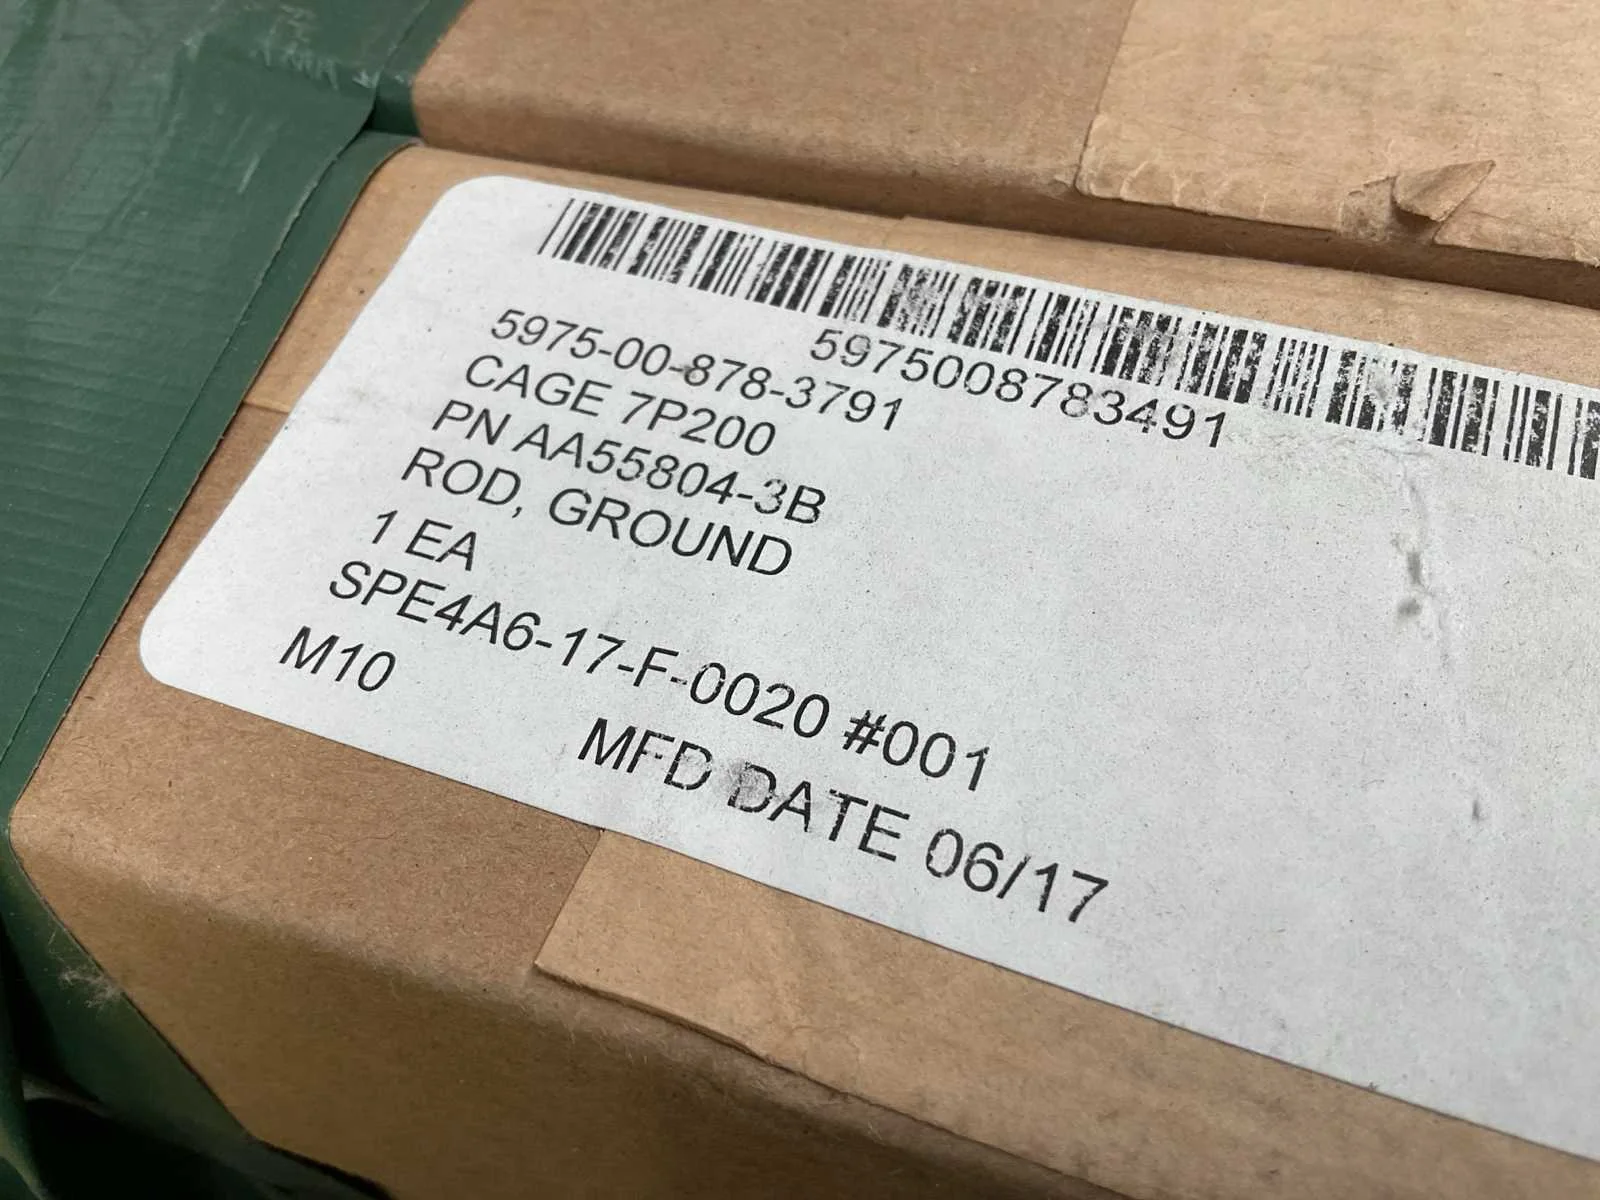 5975008783491
5975-00-878-3791
CAGE 7P200
PN AA55804-3B
ROD, GROUND
1 EA
SPE4A6-17-F-0020 #001
M10
MFD DATE 06/17